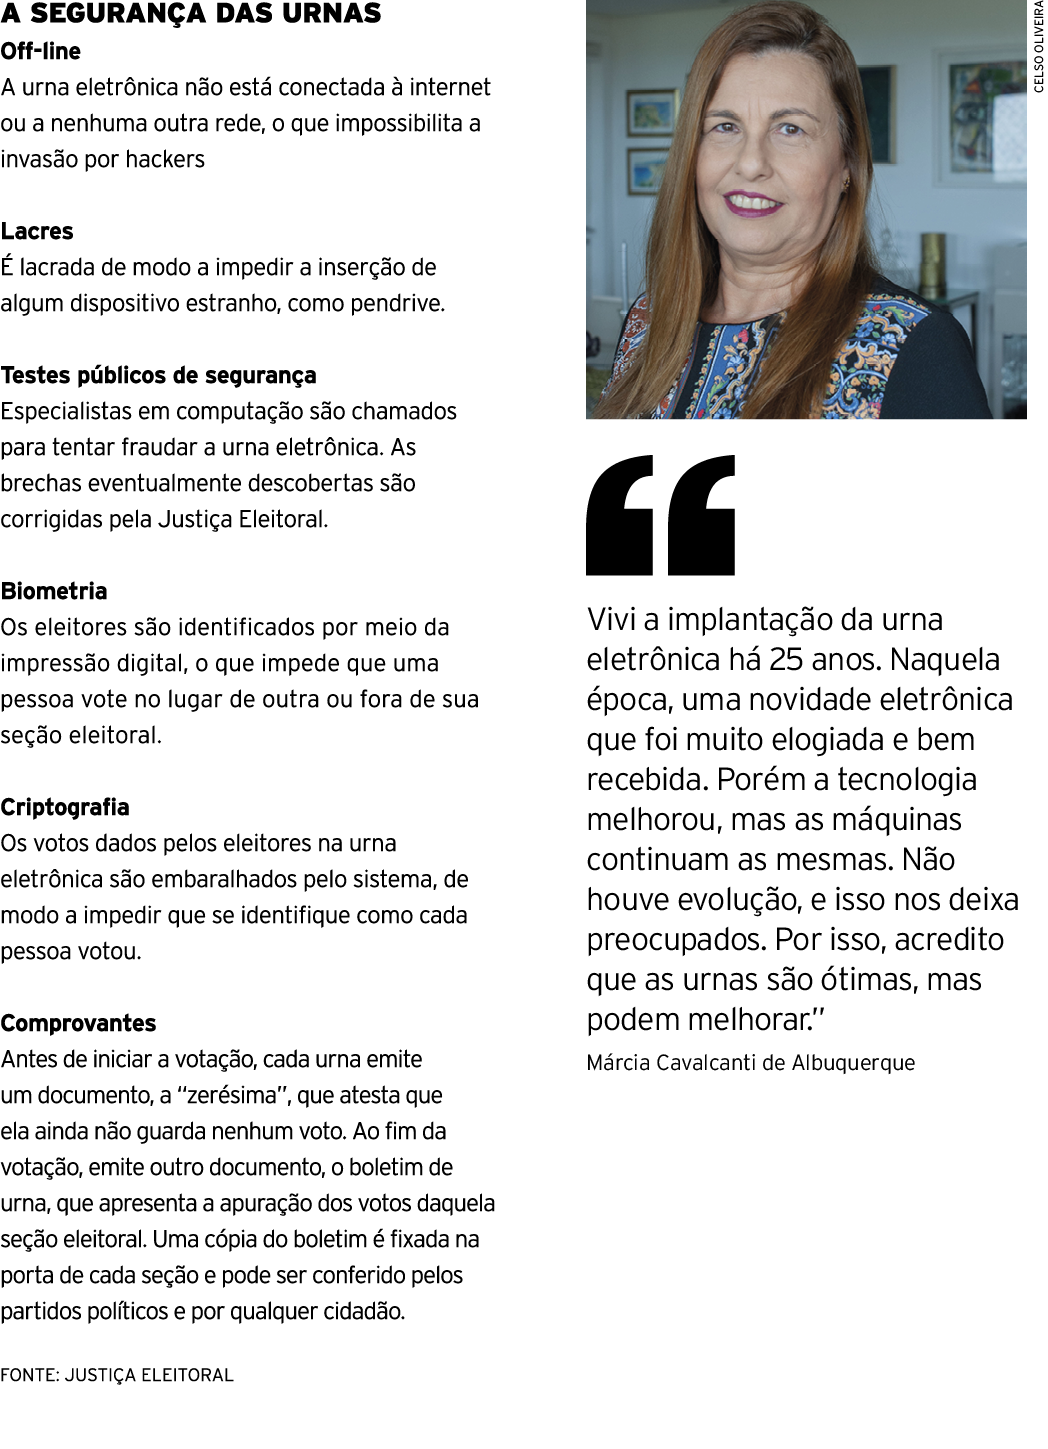 A SEGURANÇA DAS URNAS
Off-line
A urna eletrônica não está conectada à internet
ou a nenhuma outra rede, o que impossibilita a
invasão por hackers
Lacres
É lacrada de modo a impedir a inserção de
algum dispositivo estranho, como pendrive.
Testes públicos de segurança
Especialistas em computação são chamados
para tentar fraudar a urna eletrônica. As
brechas eventualmente descobertas são
corrigidas pela Justiça Eleitoral.
Biometria
Os eleitores são identificados por meio da
impressão digital, o que impede que uma
pessoa vote no lugar de outra ou fora de sua
seção eleitoral.
Criptografia
Os votos dados pelos eleitores na urna
eletrônica são embaralhados pelo sistema, de
modo a impedir que se identifique como cada
pessoa votou.
Comprovantes
Antes de iniciar a votação, cada urna emite
um documento, a “zerésima”, que atesta que
ela ainda não guarda nenhum voto. Ao fim da
votação, emite outro documento, o boletim de
urna, que apresenta a apuração dos votos daquela
seção eleitoral. Uma cópia do boletim é fixada na
porta de cada seção e pode ser conferido pelos
partidos políticos e por qualquer cidadão.
FONTE: JUSTIÇA ELEITORAL
CELSO OLIVEIRA
“
Vivi a implantação da urna
eletrônica há 25 anos. Naquela
época, uma novidade eletrônica
que foi muito elogiada e bem
recebida. Porém a tecnologia
melhorou, mas as máquinas
continuam as mesmas. Não
houve evolução, e isso nos deixa
preocupados. Por isso, acredito
que as urnas são ótimas, mas
podem melhorar.”
Márcia Cavalcanti de Albuquerque